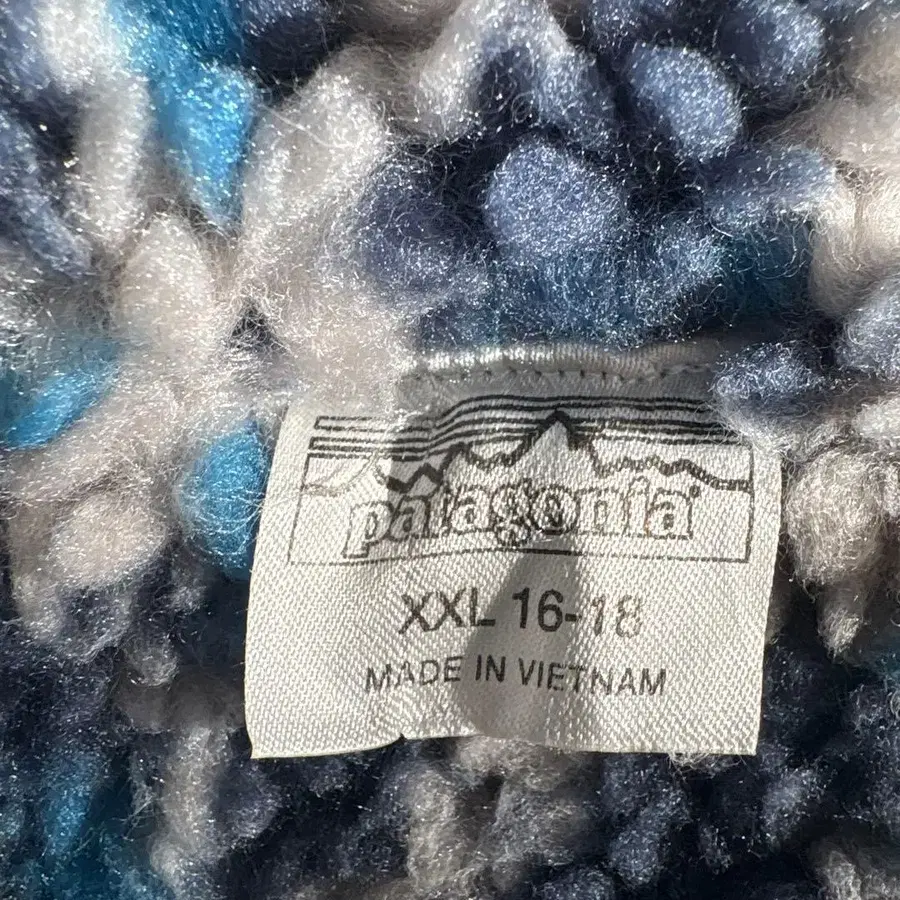 patagonia®
XXL 16-18
MADE IN VIETNAM